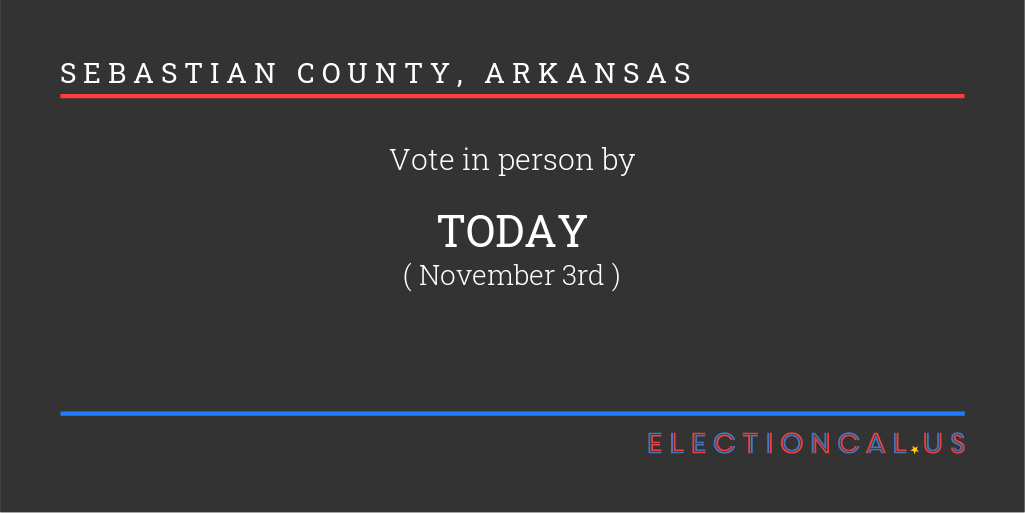 SEBASTIAN COUNTY, ARKANSAS
Vote in person by
TODAY
( November 3rd )
ELECTIONCAL.US